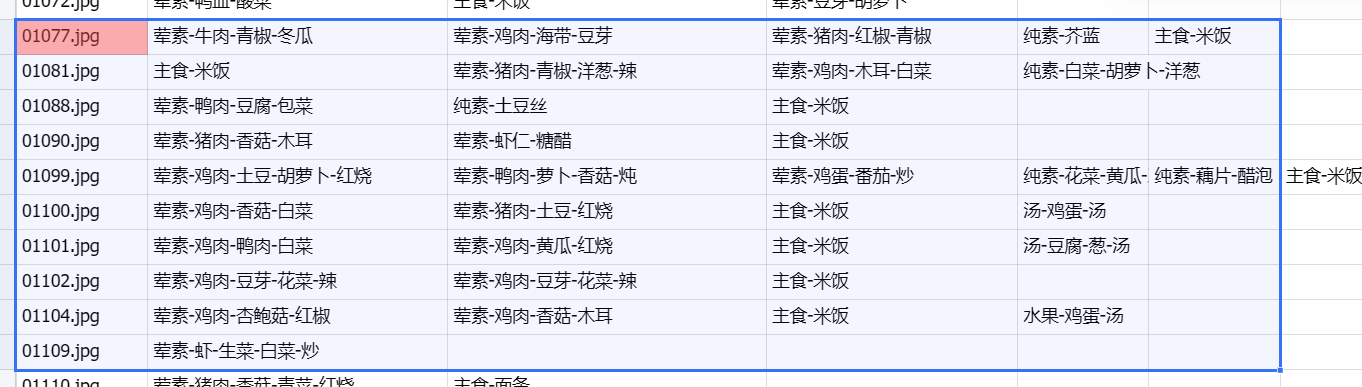 01072.jpg 荤素-鸭血-酸菜 主食-米饭 荤素-豆芽-胡萝卜
01077.jpg 荤素-牛肉-青椒-冬瓜 荤素-鸡肉-海带-豆芽 荤素-猪肉-红椒-青椒 纯素-芥蓝 主食-米饭
01081.jpg 主食-米饭 荤素-猪肉-青椒-洋葱-辣 荤素-鸡肉-木耳-白菜 纯素-白菜-胡萝卜-洋葱
01088.jpg 荤素-鸭肉-豆腐-包菜 纯素-土豆丝 主食-米饭
01090.jpg 荤素-猪肉-香菇-木耳 荤素-虾仁-糖醋 主食-米饭
01099.jpg 荤素-鸡肉-土豆-胡萝卜-红烧 荤素-鸭肉-萝卜-香菇-炖 荤素-鸡蛋-番茄-炒 纯素-花菜-黄瓜- 纯素-藕片-醋泡 主食-米饭
01100.jpg 荤素-鸡肉-香菇-白菜 荤素-猪肉-土豆-红烧 主食-米饭 汤-鸡蛋-汤
01101.jpg 荤素-鸡肉-鸭肉-白菜 荤素-鸡肉-黄瓜-红烧 主食-米饭 汤-豆腐-葱-汤
01102.jpg 荤素-鸡肉-豆芽-花菜-辣 荤素-鸡肉-豆芽-花菜-辣 主食-米饭
01104.jpg 荤素-鸡肉-杏鲍菇-红椒 荤素-鸡肉-香菇-木耳 主食-米饭 水果-鸡蛋-汤
01109.jpg 荤素-虾-生菜-白菜-炒
01110.jpg 荤素-猪肉-香菇-青菜-红烧 主食-面条